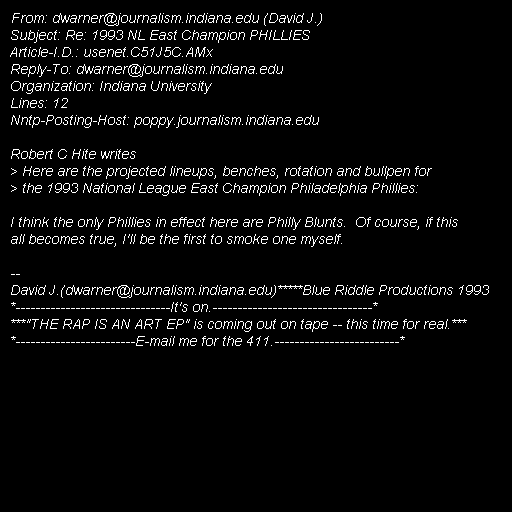 From: dwarner@journalism.indiana.edu (David J.)
Subject: Re: 1993 NL East Champion PHILLIES
Article-I.D.: usenet.C51J5C.AMx
Reply-To: dwarner@journalism.indiana.edu
Organization: Indiana University
Lines: 12
Nntp-Posting-Host: poppy.journalism.indiana.edu

Robert C Hite writes
> Here are the projected lineups, benches, rotation and bullpen for
> the 1993 National League East Champion Philadelphia Phillies:

I think the only Phillies in effect here are Philly Blunts.  Of course, if this
all becomes true, I'll be the first to smoke one myself.

--
David J.(dwarner@journalism.indiana.edu)*****Blue Riddle Productions 1993
*-------------------------------It's on.--------------------------------*
***"THE RAP IS AN ART EP" is coming out on tape -- this time for real.***
*------------------------E-mail me for the 411.-------------------------*